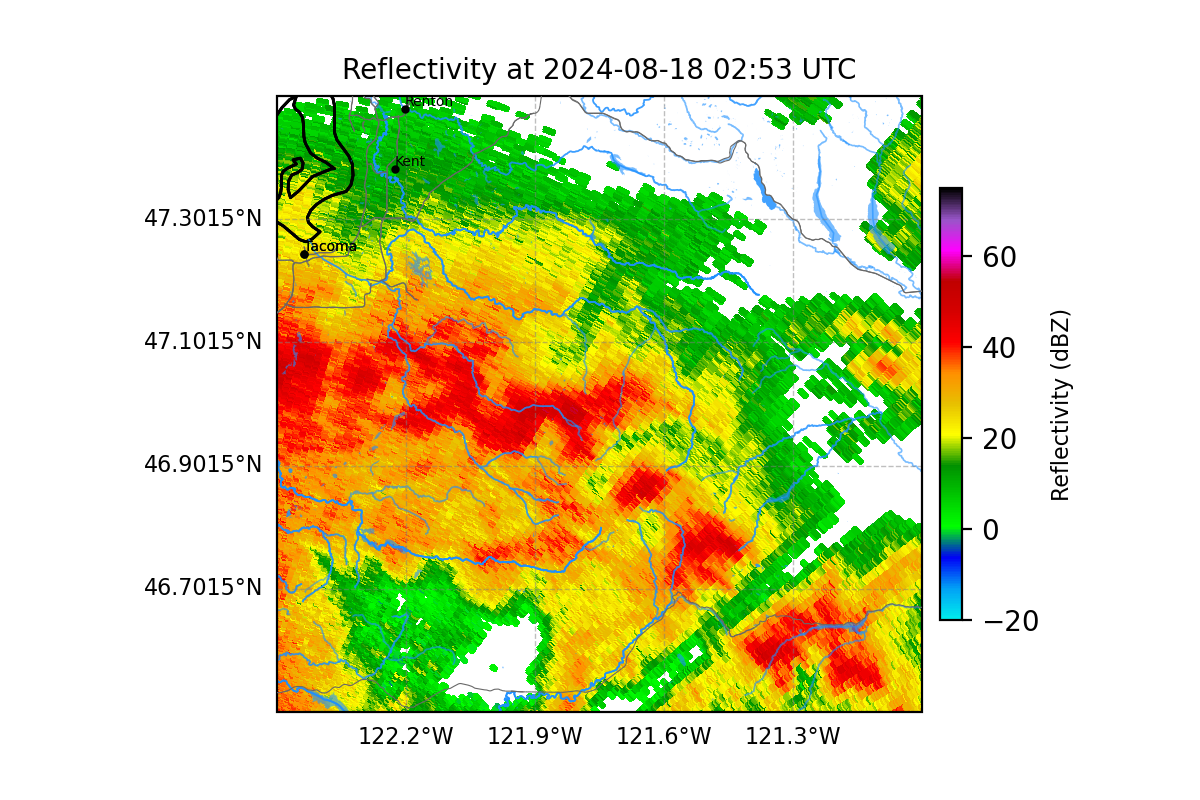 Reflectivity at 2024-08-18 02:53 UTC
Renton
Kent
Tacoma
47.3015°N
47.1015°N
46.9015°N
46.7015°N
122.2°W
121.9°W
121.6°W
121.3°W
60
40
20
0
−20
Reflectivity (dBZ)